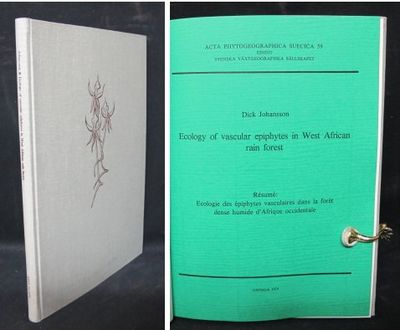 ACTA PHYTOGEOGRAPHICA SUECICA 59
EDIDIT
SVENSKA VÄXTGEOGRAFISKA SÄLLSKAPET
Dick Johansson
Ecology of vascular epiphytes in West African
rain forest
Résumé:
Ecologie des épiphytes vasculaires dans la forêt
dense humide d'Afrique occidentale
UPPSALA 1974